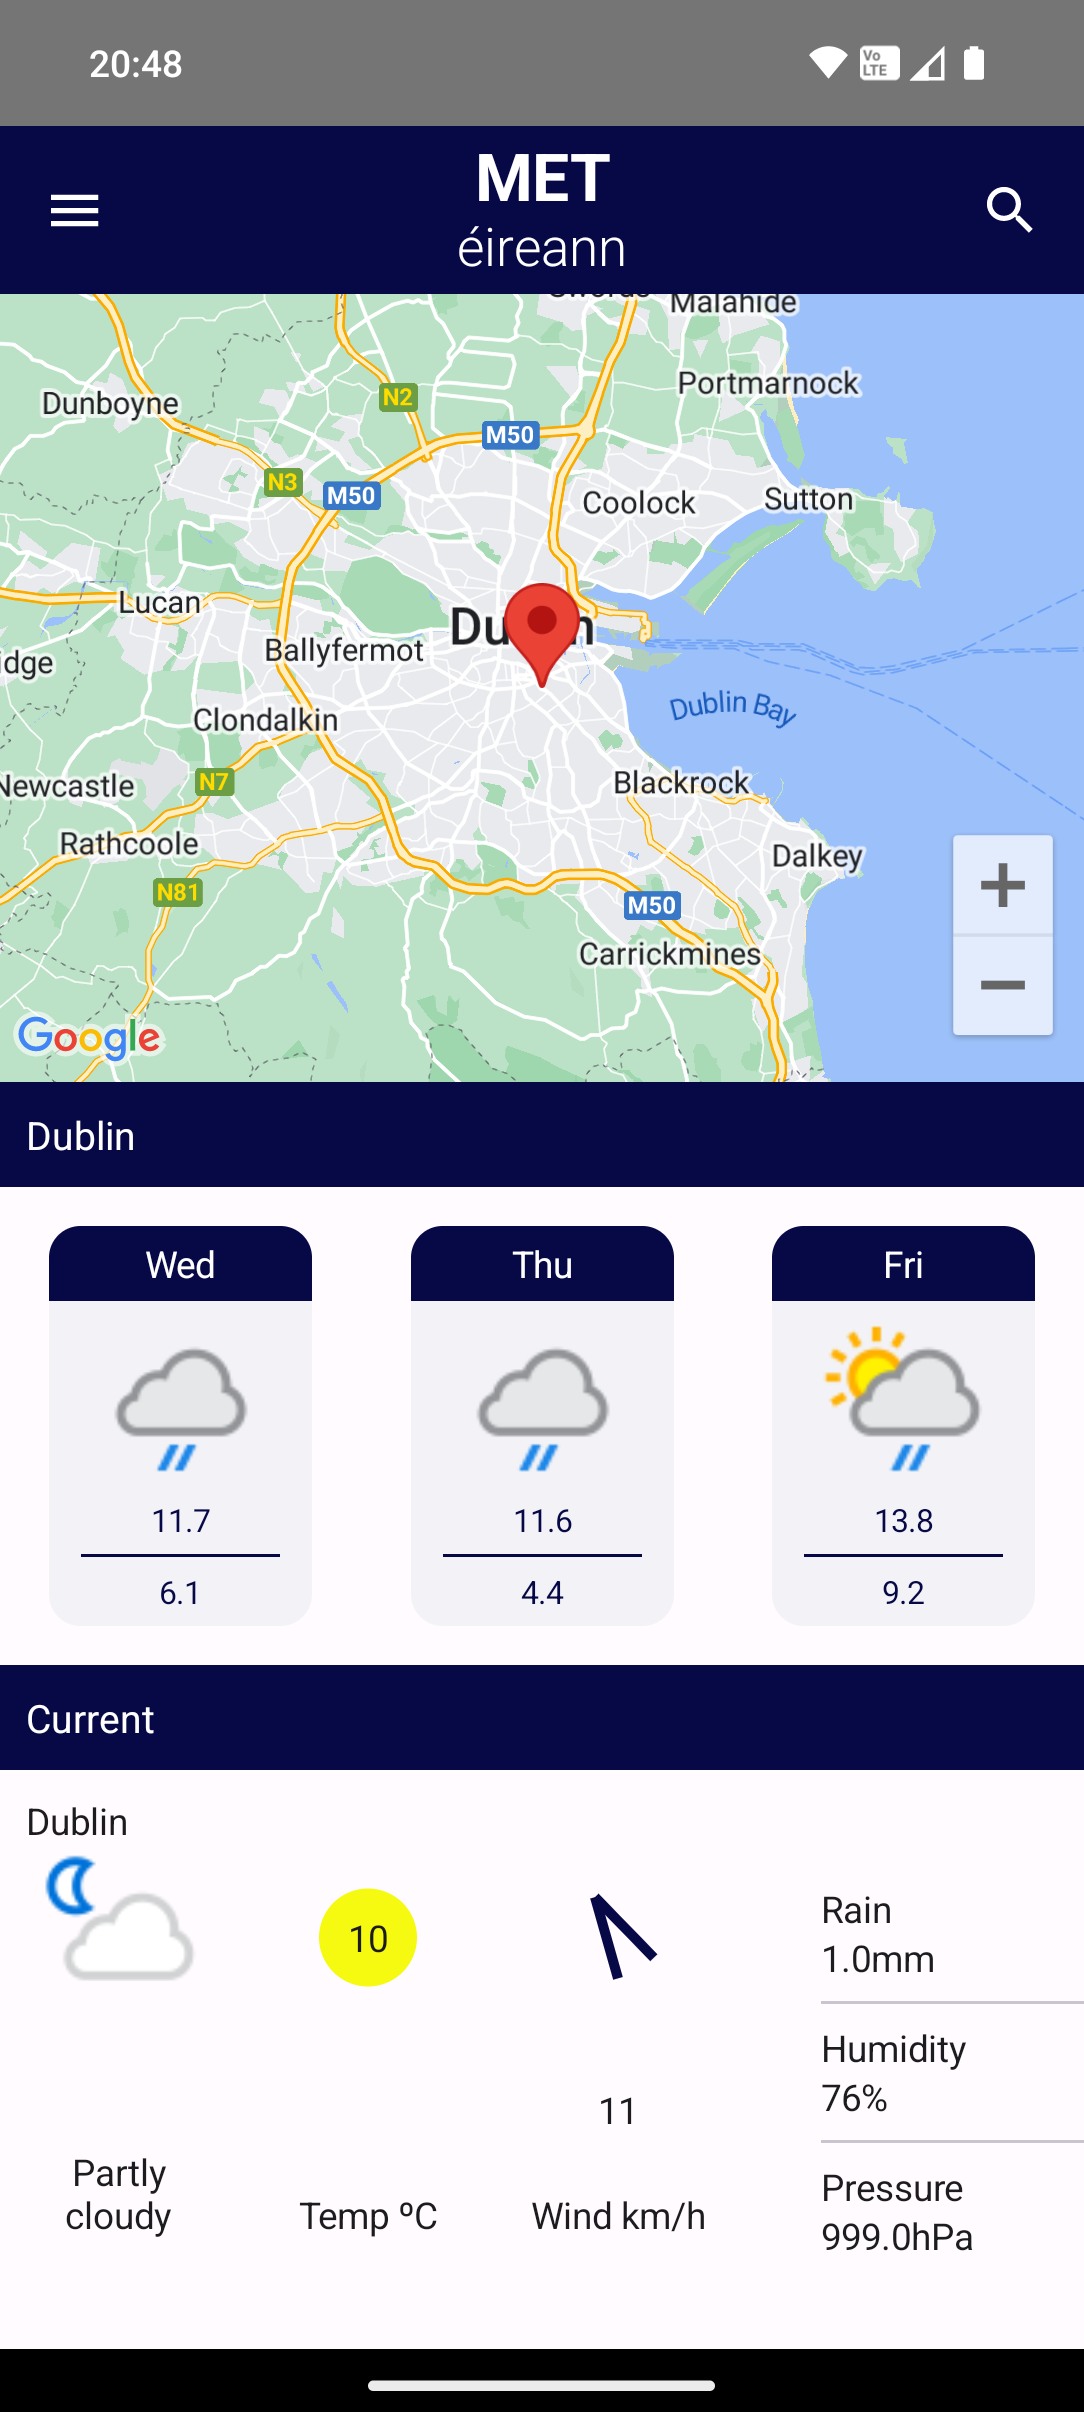 20:48
Vo
LTE
MET
éireann
Malahide
Portmarnock
Dunboyne
N2
M50
N3
M50
Coolock
Sutton
Lucan
Dublin
Ballyfermot
idge
Clondalkin
Dublin Bay
Newcastle
N7
Blackrock
Rathcoole
Dalkey
N81
M50
Carrickmines
+
−
Google
Dublin
Wed
Thu
Fri
11.7
11.6
13.8
6.1
4.4
9.2
Current
Dublin
10
Rain
1.0mm
Humidity
76%
11
Partly
cloudy
Temp ºC
Wind km/h
Pressure
999.0hPa